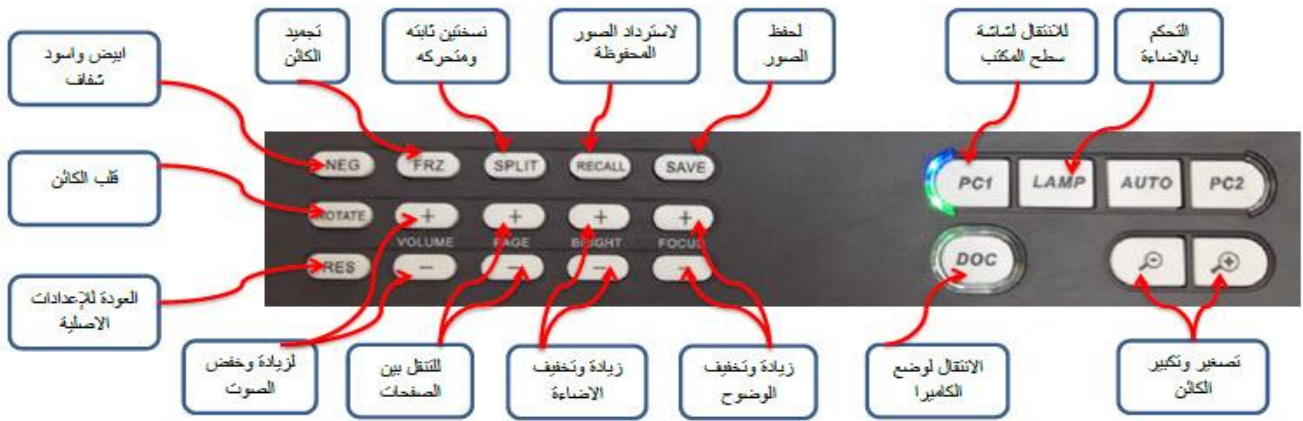 ابيض واسود
شفاف
تجميد
الكائن
نسختين ثابته
ومتحركه
لاسترداد الصور
المحفوظة
لحفظ
الصور
للانتقال لشاشة
سطح المكتب
التحكم
بالاضاءة
NEG FRZ SPLIT RECALL SAVE
PC1 LAMP AUTO PC2
قلب الكائن
ROTATE + + + +
VOLUME PAGE BRIGHT FOCUS
RES − − − −
DOC
العودة للإعدادات
الاصلية
لزيادة وخفض
الصوت
للتنقل بين
الصفحات
زيادة وتخفيف
الاضاءة
زيادة وتخفيف
الوضوح
الانتقال لوضع
الكاميرا
تصغير وتكبير
الكائن